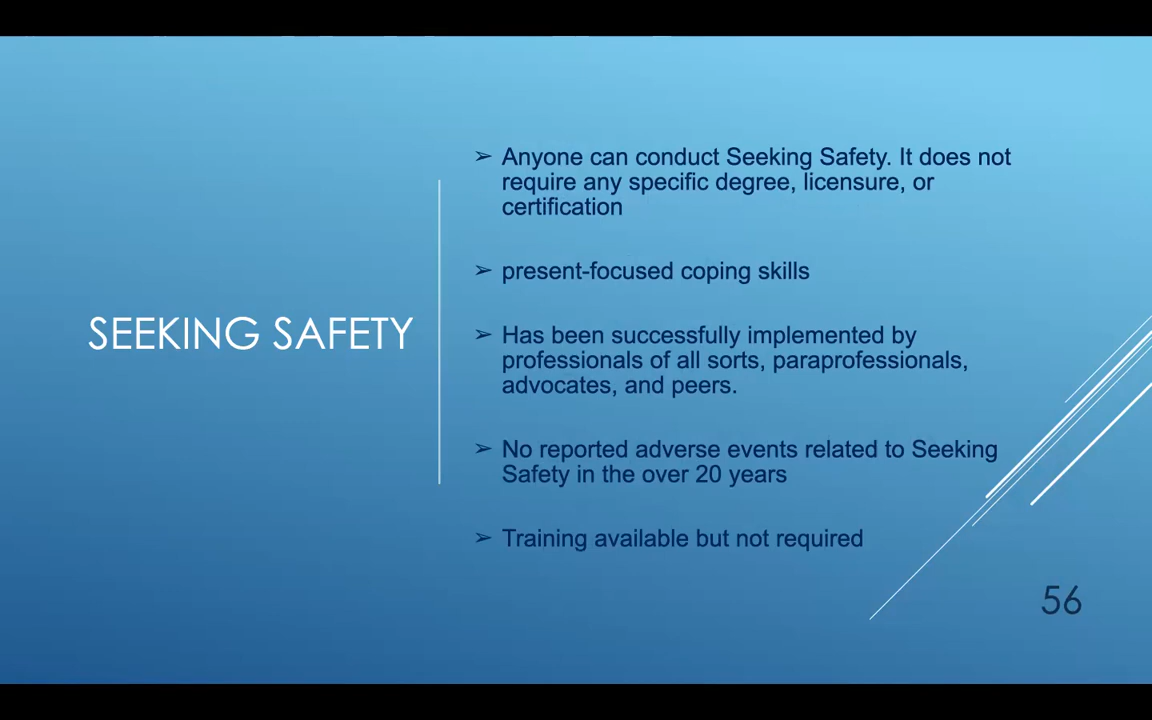 SEEKING SAFETY
➢ Anyone can conduct Seeking Safety. It does not
require any specific degree, licensure, or
certification
➢ present-focused coping skills
➢ Has been successfully implemented by
professionals of all sorts, paraprofessionals,
advocates, and peers.
➢ No reported adverse events related to Seeking
Safety in the over 20 years
➢ Training available but not required
56